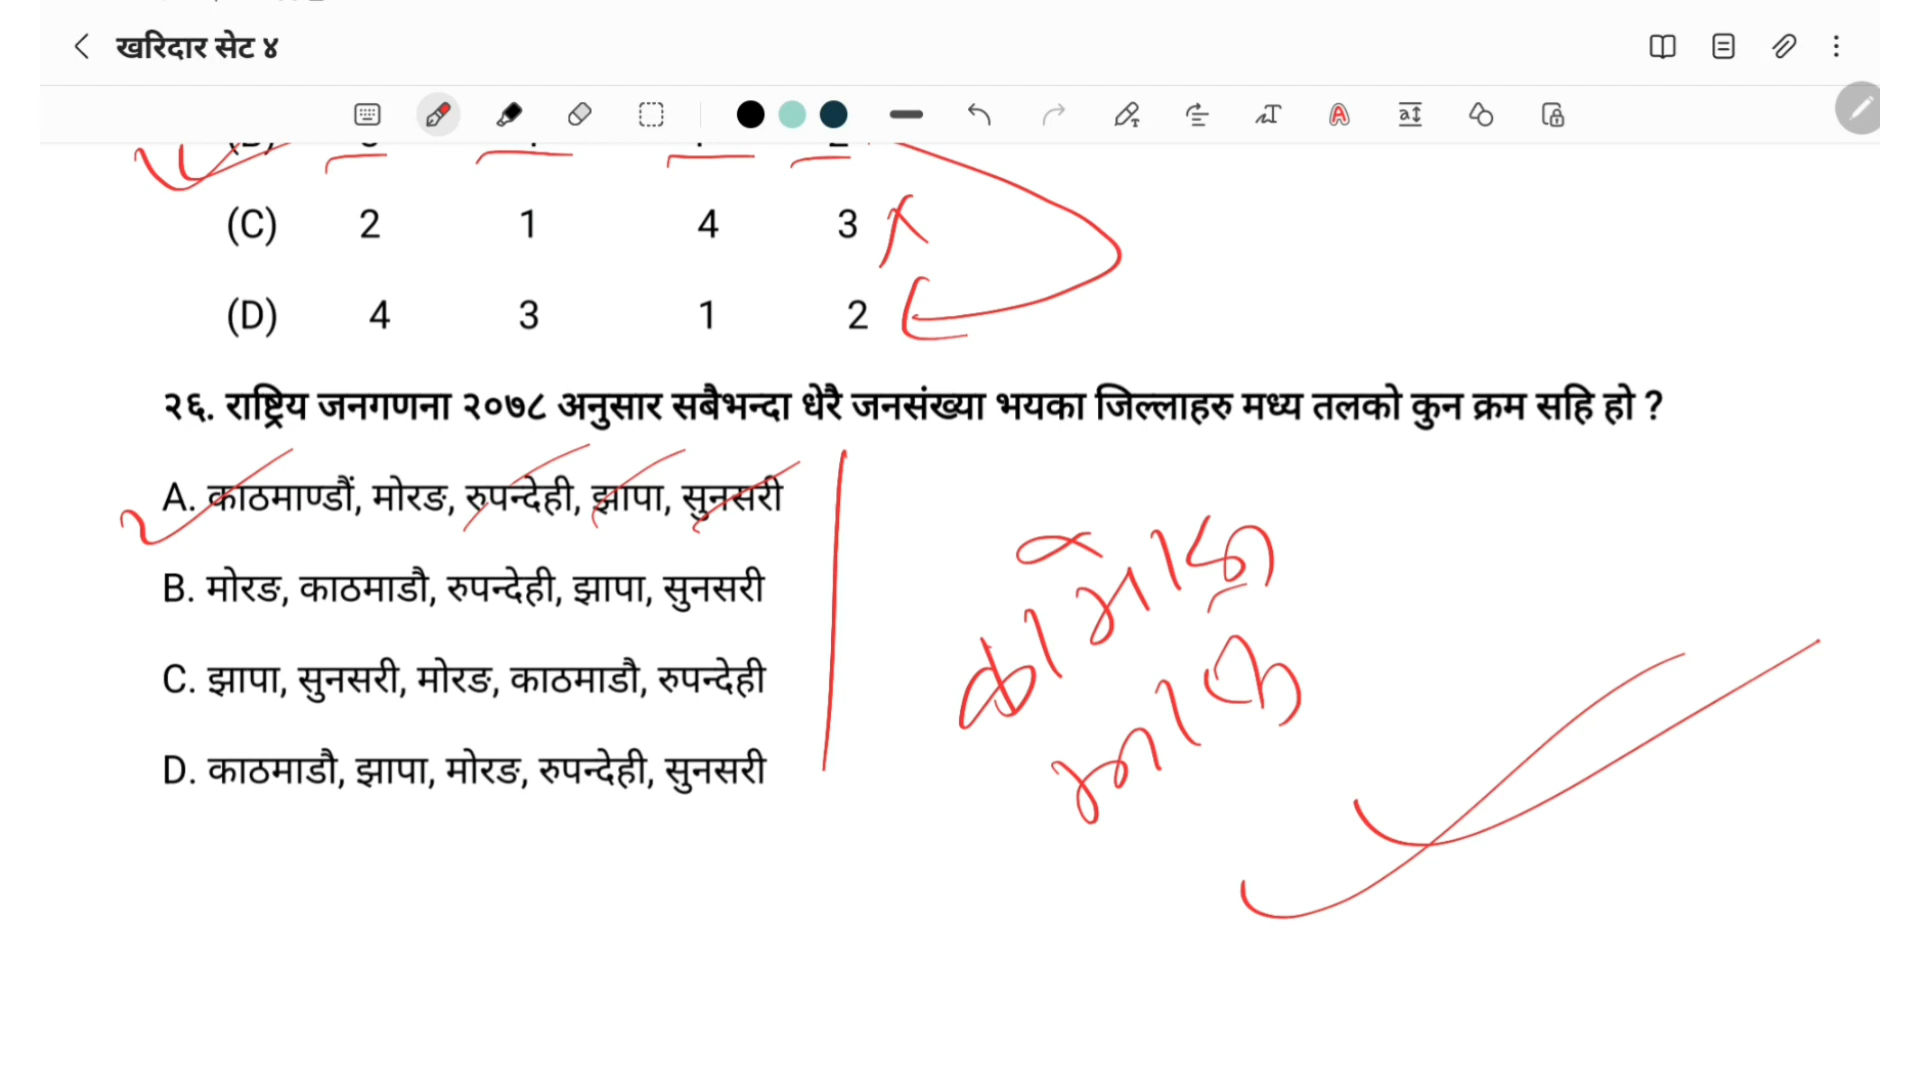 खरिदार सेट ४
(C) 2 1 4 3
(D) 4 3 1 2
२६. राष्ट्रिय जनगणना २०७८ अनुसार सबैभन्दा धेरै जनसंख्या भयका जिल्लाहरु मध्य तलको कुन क्रम सहि हो ?
A. काठमाण्डौं, मोरङ, रुपन्देही, झापा, सुनसरी
B. मोरङ, काठमाडौ, रुपन्देही, झापा, सुनसरी
C. झापा, सुनसरी, मोरङ, काठमाडौ, रुपन्देही
D. काठमाडौ, झापा, मोरङ, रुपन्देही, सुनसरी